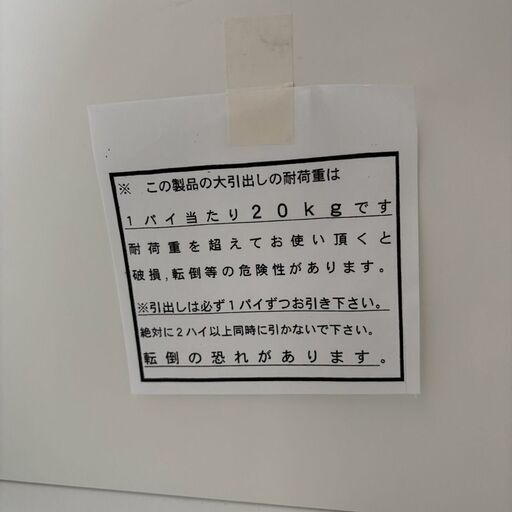 ※ この製品の大引出しの耐荷重は
1パイ当たり20kgです
耐荷重を超えてお使い頂くと
破損,転倒等の危険性があります。
※引出しは必ず1パイずつお引き下さい。
絶対に2ハイ以上同時に引かないで下さい。
転倒の恐れがあります。